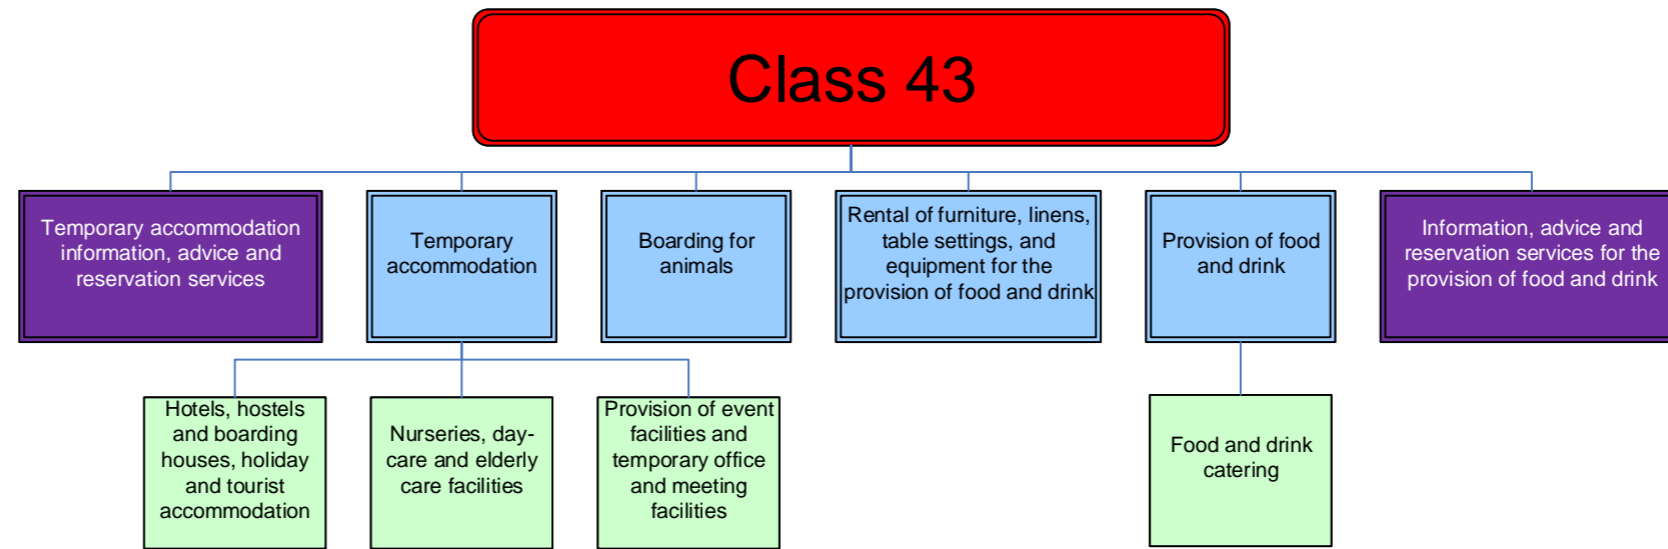 Class 43
Temporary accommodation
information, advice and
reservation services
Temporary
accommodation
Boarding for
animals
Rental of furniture, linens,
table settings, and
equipment for the
provision of food and drink
Provision of food
and drink
Information, advice and
reservation services for the
provision of food and drink
Hotels, hostels
and boarding
houses, holiday
and tourist
accommodation
Nurseries, day-
care and elderly
care facilities
Provision of event
facilities and
temporary office
and meeting
facilities
Food and drink
catering